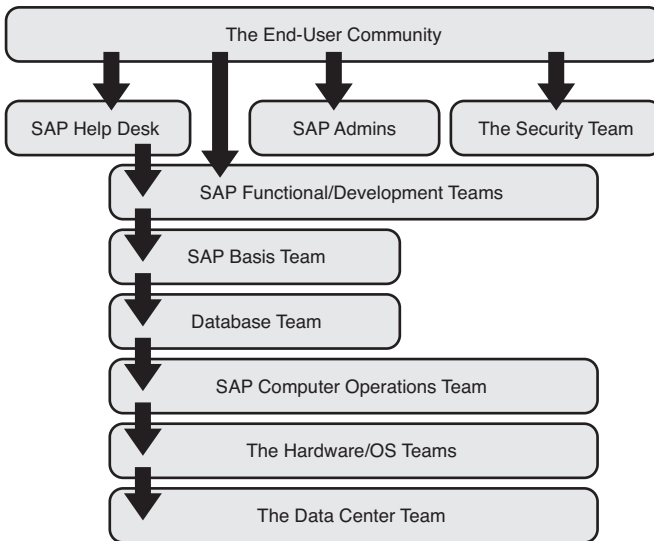 The End-User Community
SAP Help Desk
SAP Admins
The Security Team
SAP Functional/Development Teams
SAP Basis Team
Database Team
SAP Computer Operations Team
The Hardware/OS Teams
The Data Center Team